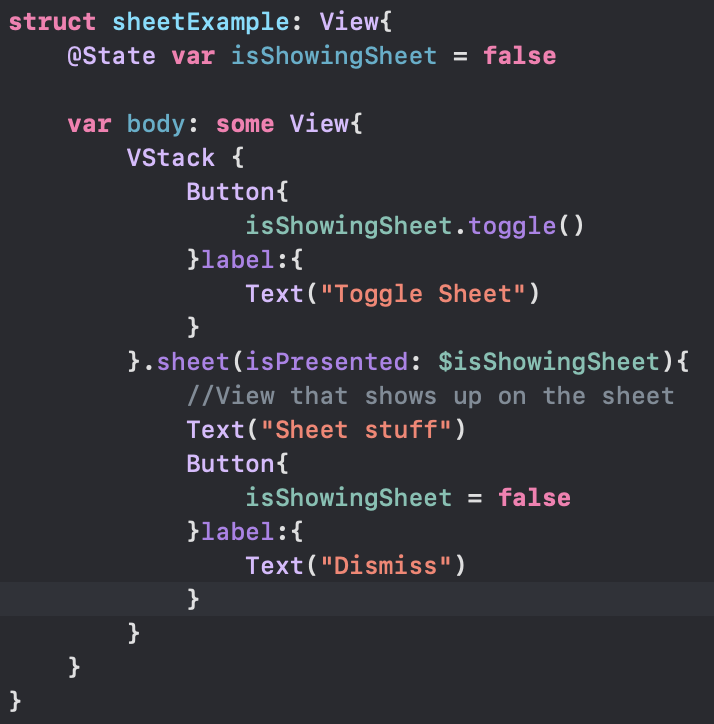 struct sheetExample: View{
    @State var isShowingSheet = false

    var body: some View{
        VStack {
            Button{
                isShowingSheet.toggle()
            }label:{
                Text("Toggle Sheet")
            }
        }.sheet(isPresented: $isShowingSheet){
            //View that shows up on the sheet
            Text("Sheet stuff")
            Button{
                isShowingSheet = false
            }label:{
                Text("Dismiss")
            }
        }
    }
}